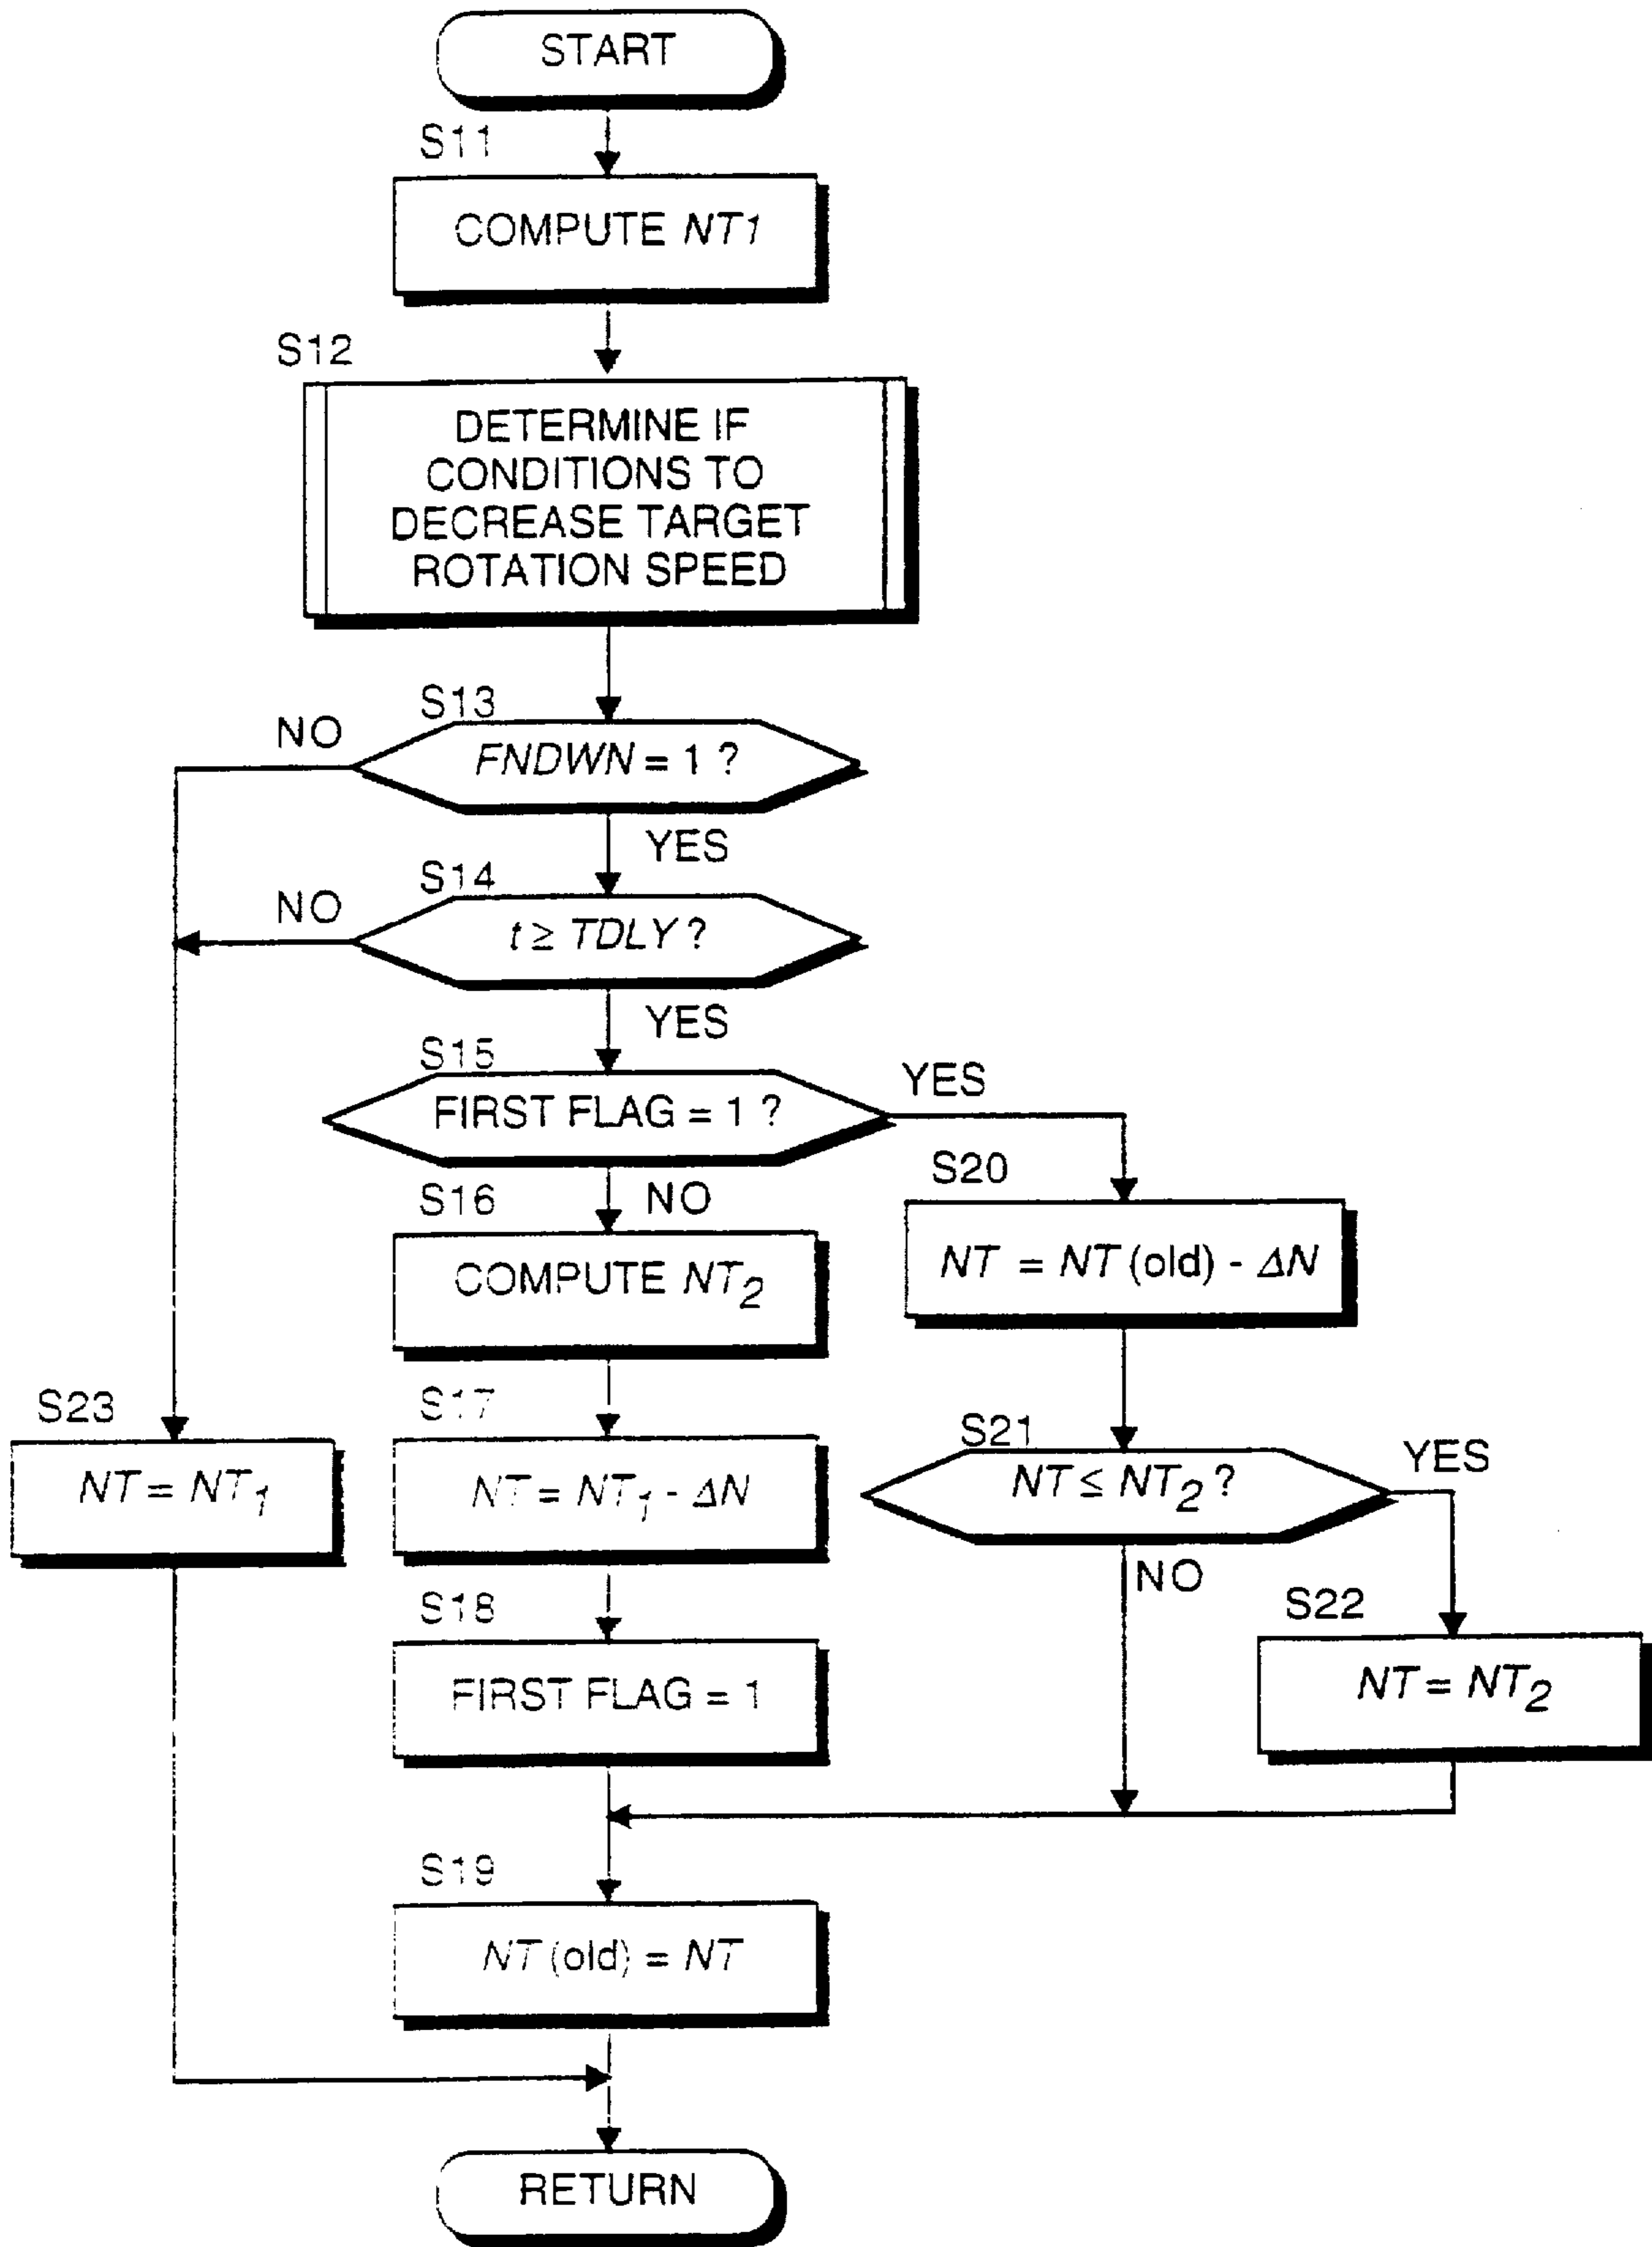 START
S11
COMPUTE NT1
S12
DETERMINE IF
CONDITIONS TO
DECREASE TARGET
ROTATION SPEED
S13
NO
FNDWN = 1 ?
YES
S14
NO
t ≥ TDLY ?
YES
S15
YES
FIRST FLAG = 1 ?
S16
NO
COMPUTE NT2
S20
NT = NT (old) - ΔN
S17
NT = NT1 - ΔN
S21
NT ≤ NT2 ?
YES
NO
S23
NT = NT1
S18
FIRST FLAG = 1
S22
NT = NT2
S19
NT (old) = NT
RETURN